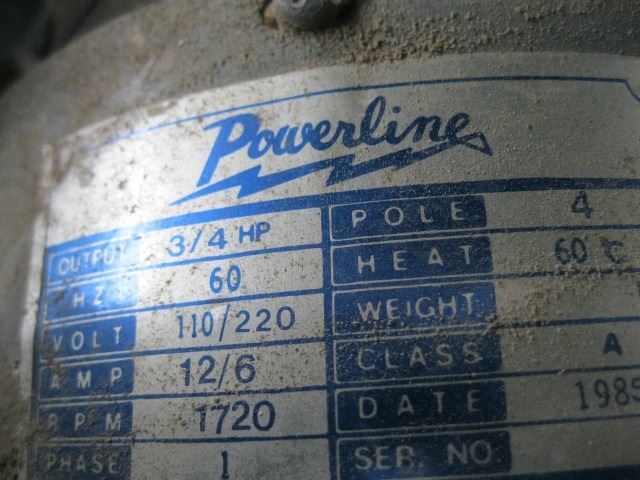 Powerline
OUTPUT 3/4 HP POLE 4
HZ 60 HEAT 60 ℃
VOLT 110/220 WEIGHT
AMP 12/6 CLASS A
RPM 1720 DATE 1985
PHASE 1 SER. NO